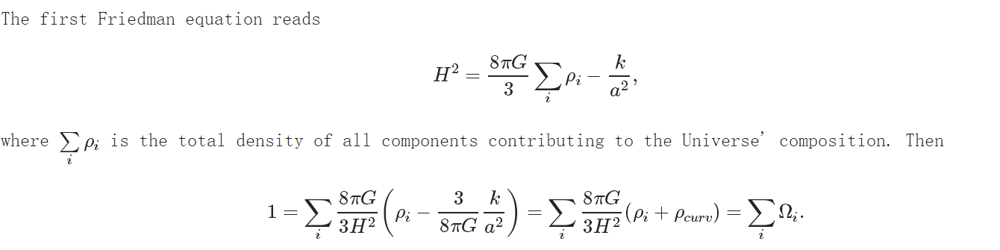 The first Friedman equation reads
$$H^2 = \frac{8\pi G}{3} \sum_i \rho_i - \frac{k}{a^2},$$
where $\sum_i \rho_i$ is the total density of all components contributing to the Universe' composition. Then
$$1 = \sum_i \frac{8\pi G}{3H^2} \left( \rho_i - \frac{3}{8\pi G} \frac{k}{a^2} \right) = \sum_i \frac{8\pi G}{3H^2} (\rho_i + \rho_{curv}) = \sum_i \Omega_i.$$